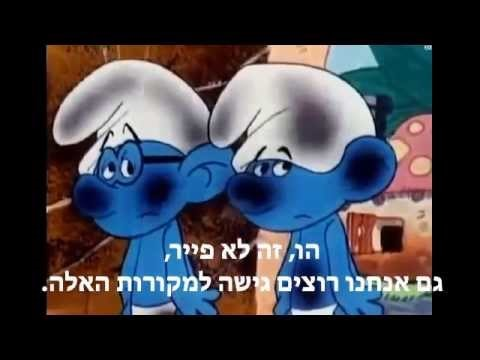 הו, זה לא פייר,
גם אנחנו רוצים גישה למקורות האלה.